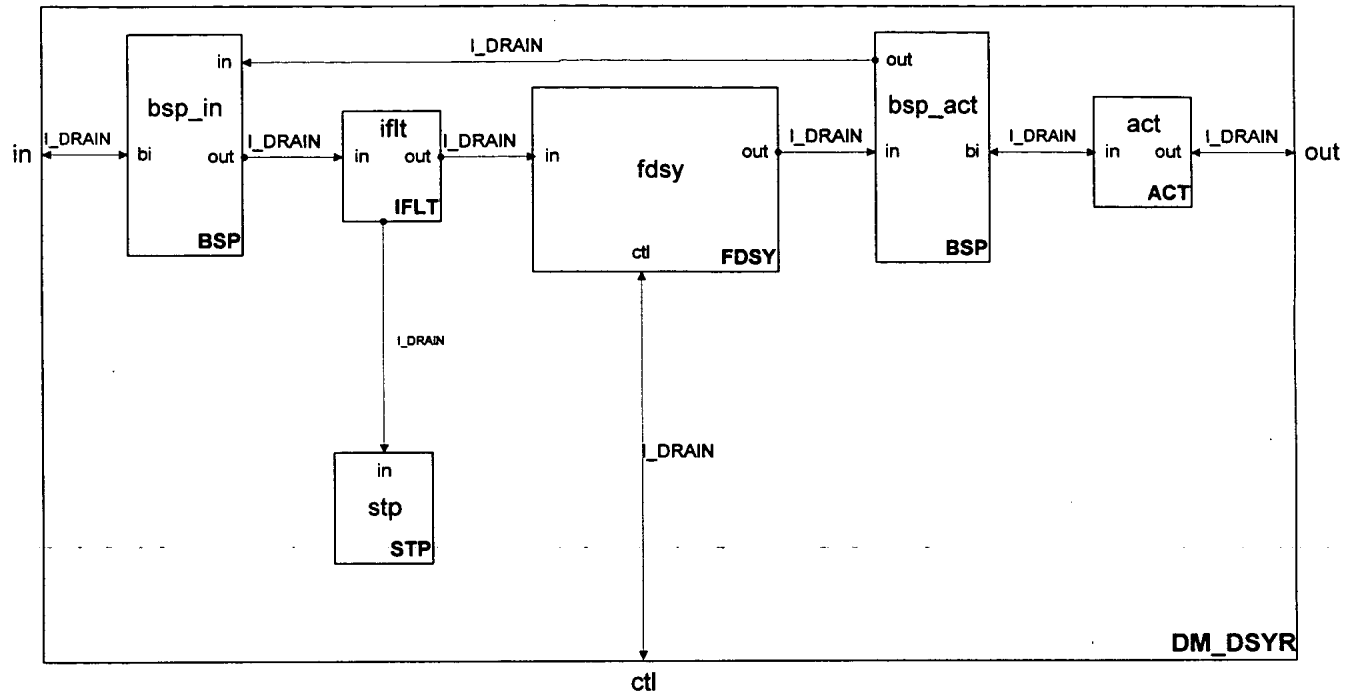 I_DRAIN
in
out
bsp_in
bsp_act
iflt
act
in
I_DRAIN
bi
out
I_DRAIN
in
out
I_DRAIN
in
fdsy
out
I_DRAIN
in
bi
I_DRAIN
in
out
I_DRAIN
out
IFLT
ACT
BSP
ctl
FDSY
BSP
I_DRAIN
I_DRAIN
in
stp
STP
DM_DSYR
ctl